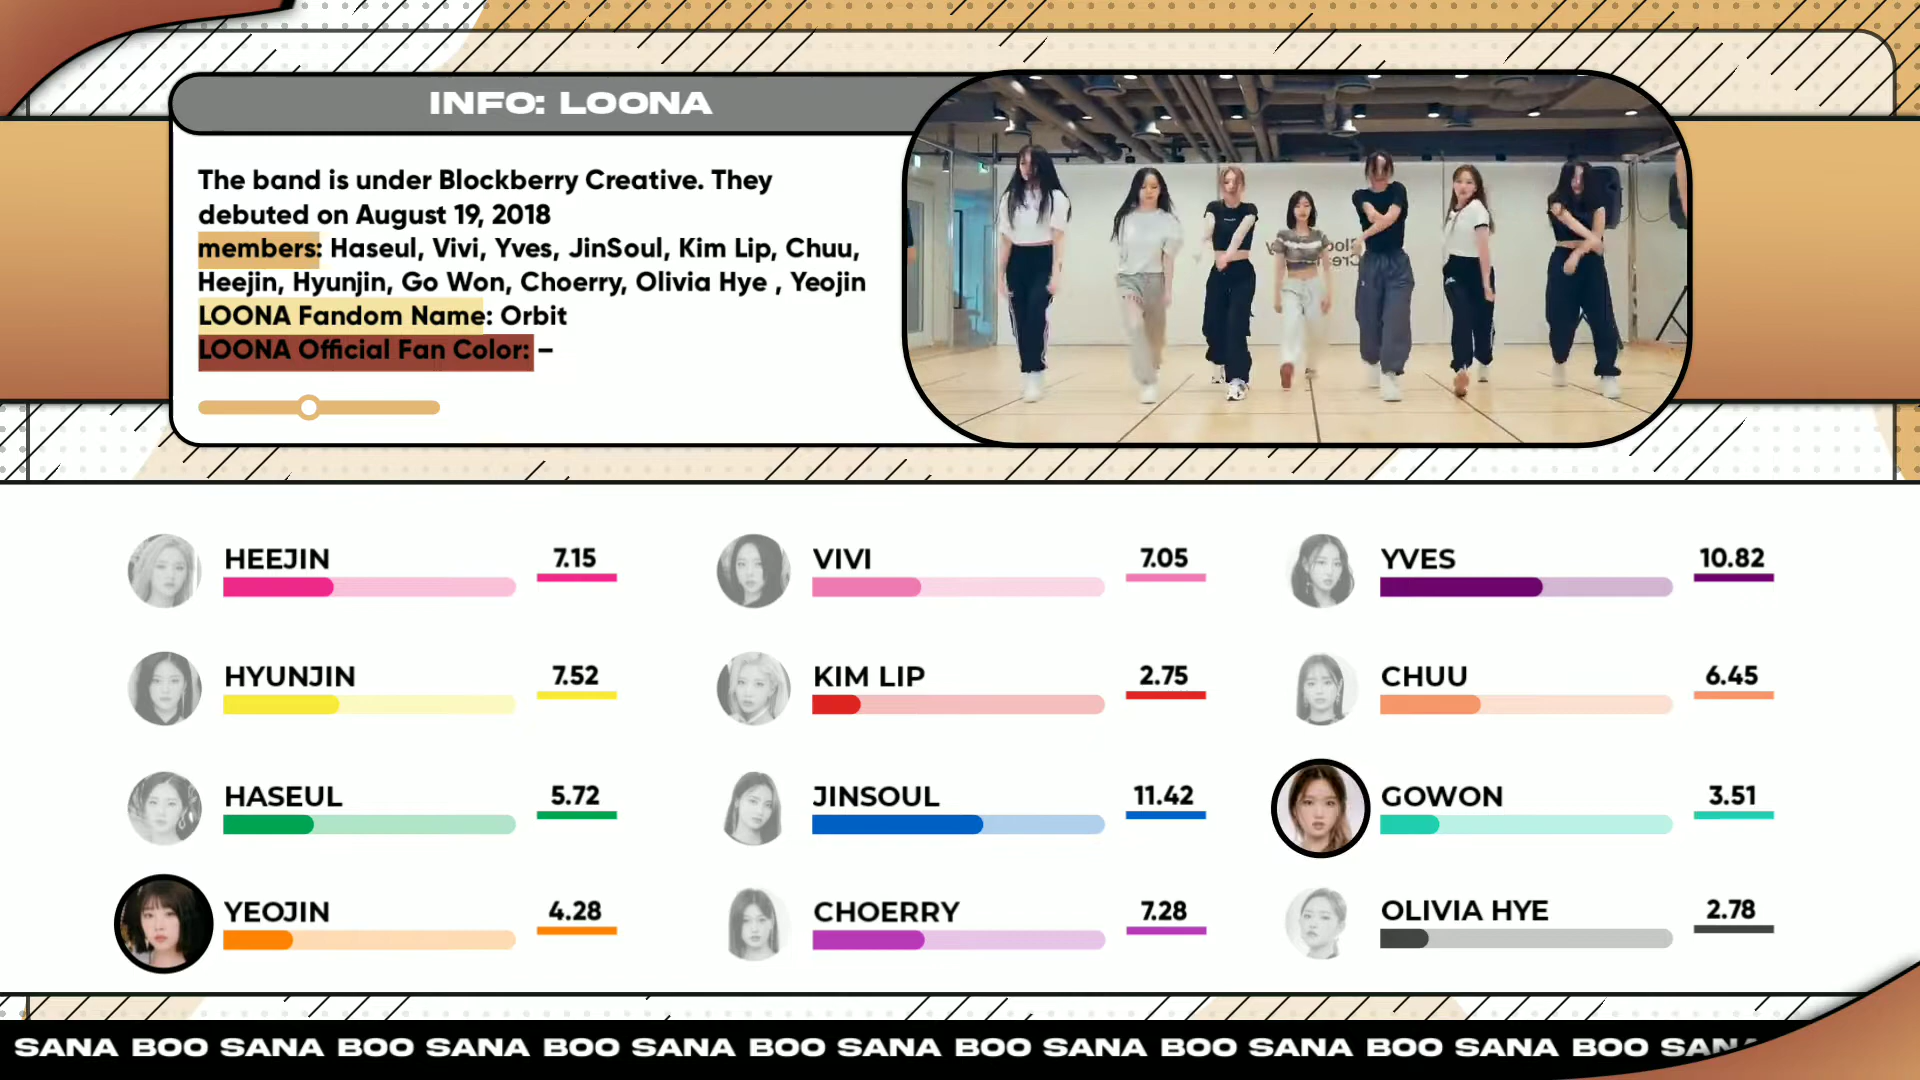 INFO: LOONA
The band is under Blockberry Creative. They
debuted on August 19, 2018
members: Haseul, Vivi, Yves, JinSoul, Kim Lip, Chuu,
Heejin, Hyunjin, Go Won, Choerry, Olivia Hye , Yeojin
LOONA Fandom Name: Orbit
LOONA Official Fan Color: –
HEEJIN 7.15
VIVI 7.05
YVES 10.82
HYUNJIN 7.52
KIM LIP 2.75
CHUU 6.45
HASEUL 5.72
JINSOUL 11.42
GOWON 3.51
YEOJIN 4.28
CHOERRY 7.28
OLIVIA HYE 2.78
SANA BOO SANA BOO SANA BOO SANA BOO SANA BOO SANA BOO SANA BOO SANA BOO SANA